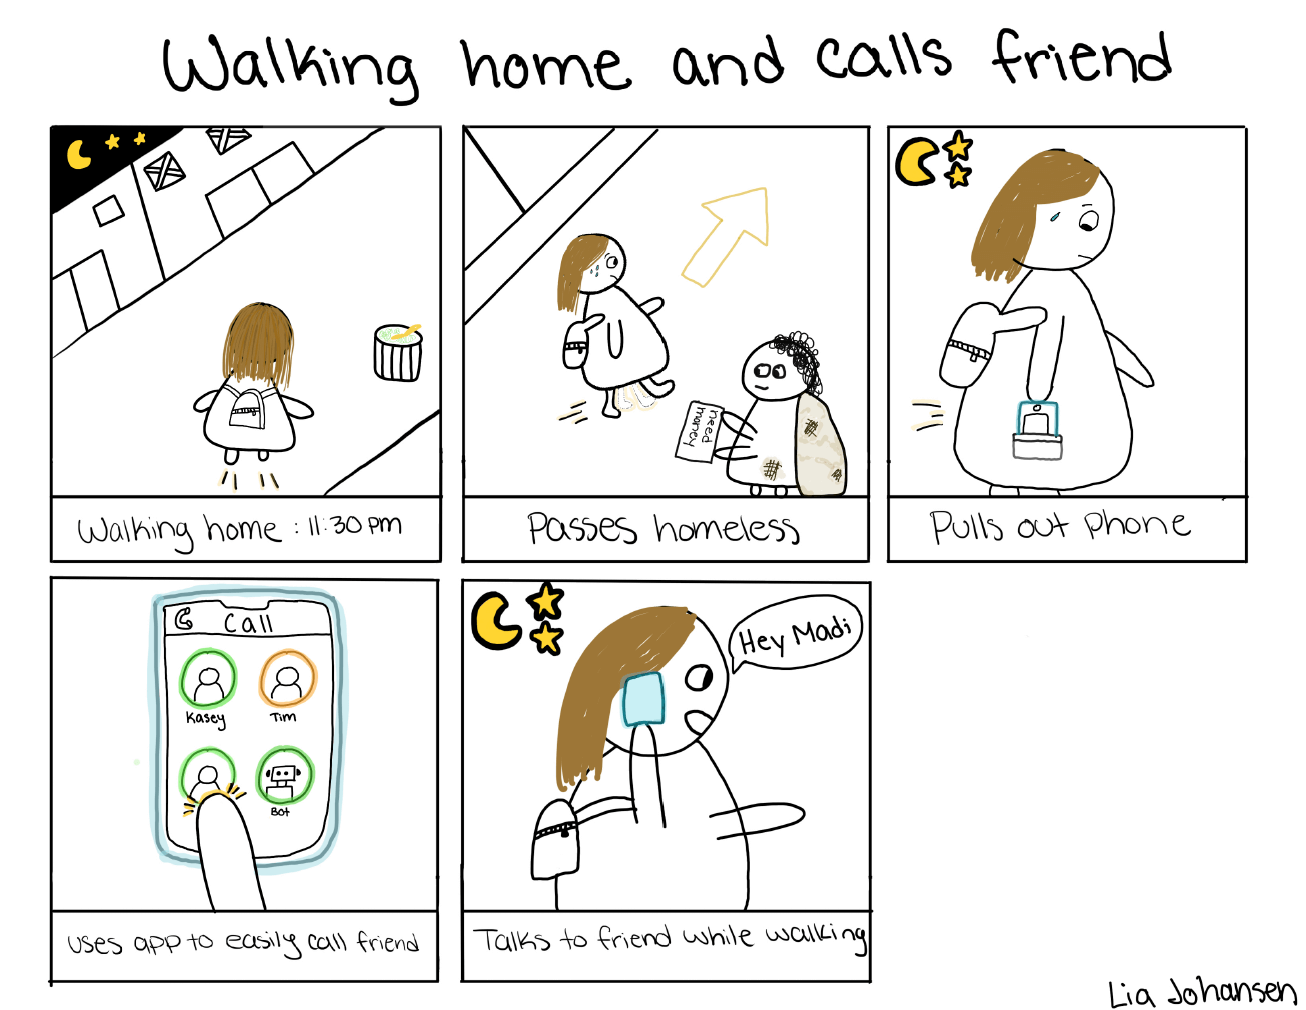 Walking home and calls friend
Walking home : 11:30 pm
need
money
Passes homeless
Pulls out phone
Call
Kasey
Tim
Bot
uses app to easily call friend
Hey Madi
Talks to friend while walking
Lia Johansen